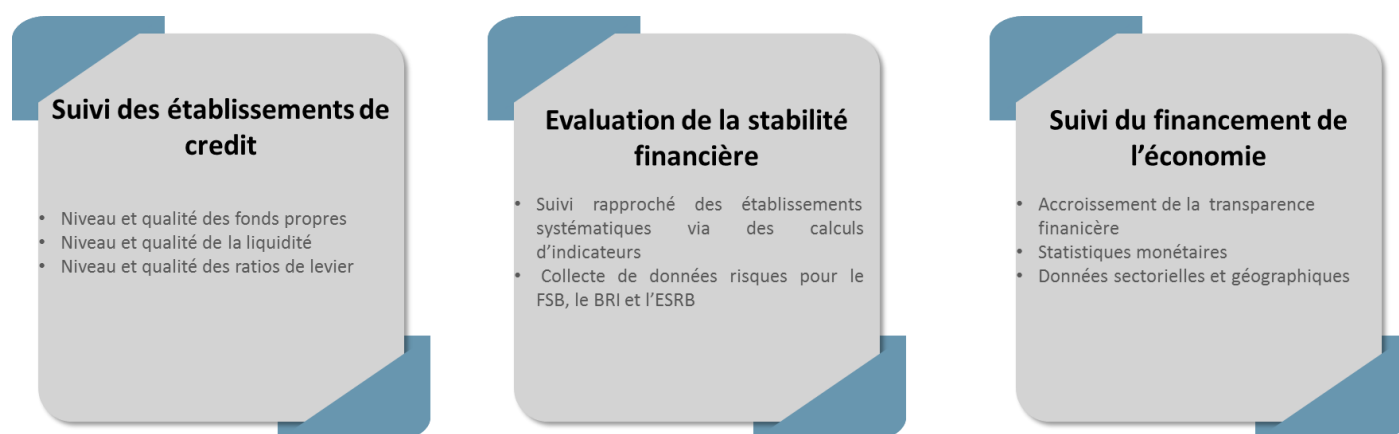 Suivi des établissements de
credit
• Niveau et qualité des fonds propres
• Niveau et qualité de la liquidité
• Niveau et qualité des ratios de levier
Evaluation de la stabilité
financière
• Suivi rapproché des établissements
systématiques via des calculs
d’indicateurs
• Collecte de données risques pour le
FSB, le BRI et l’ESRB
Suivi du financement de
l’économie
• Accroissement de la transparence
finanicère
• Statistiques monétaires
• Données sectorielles et géographiques